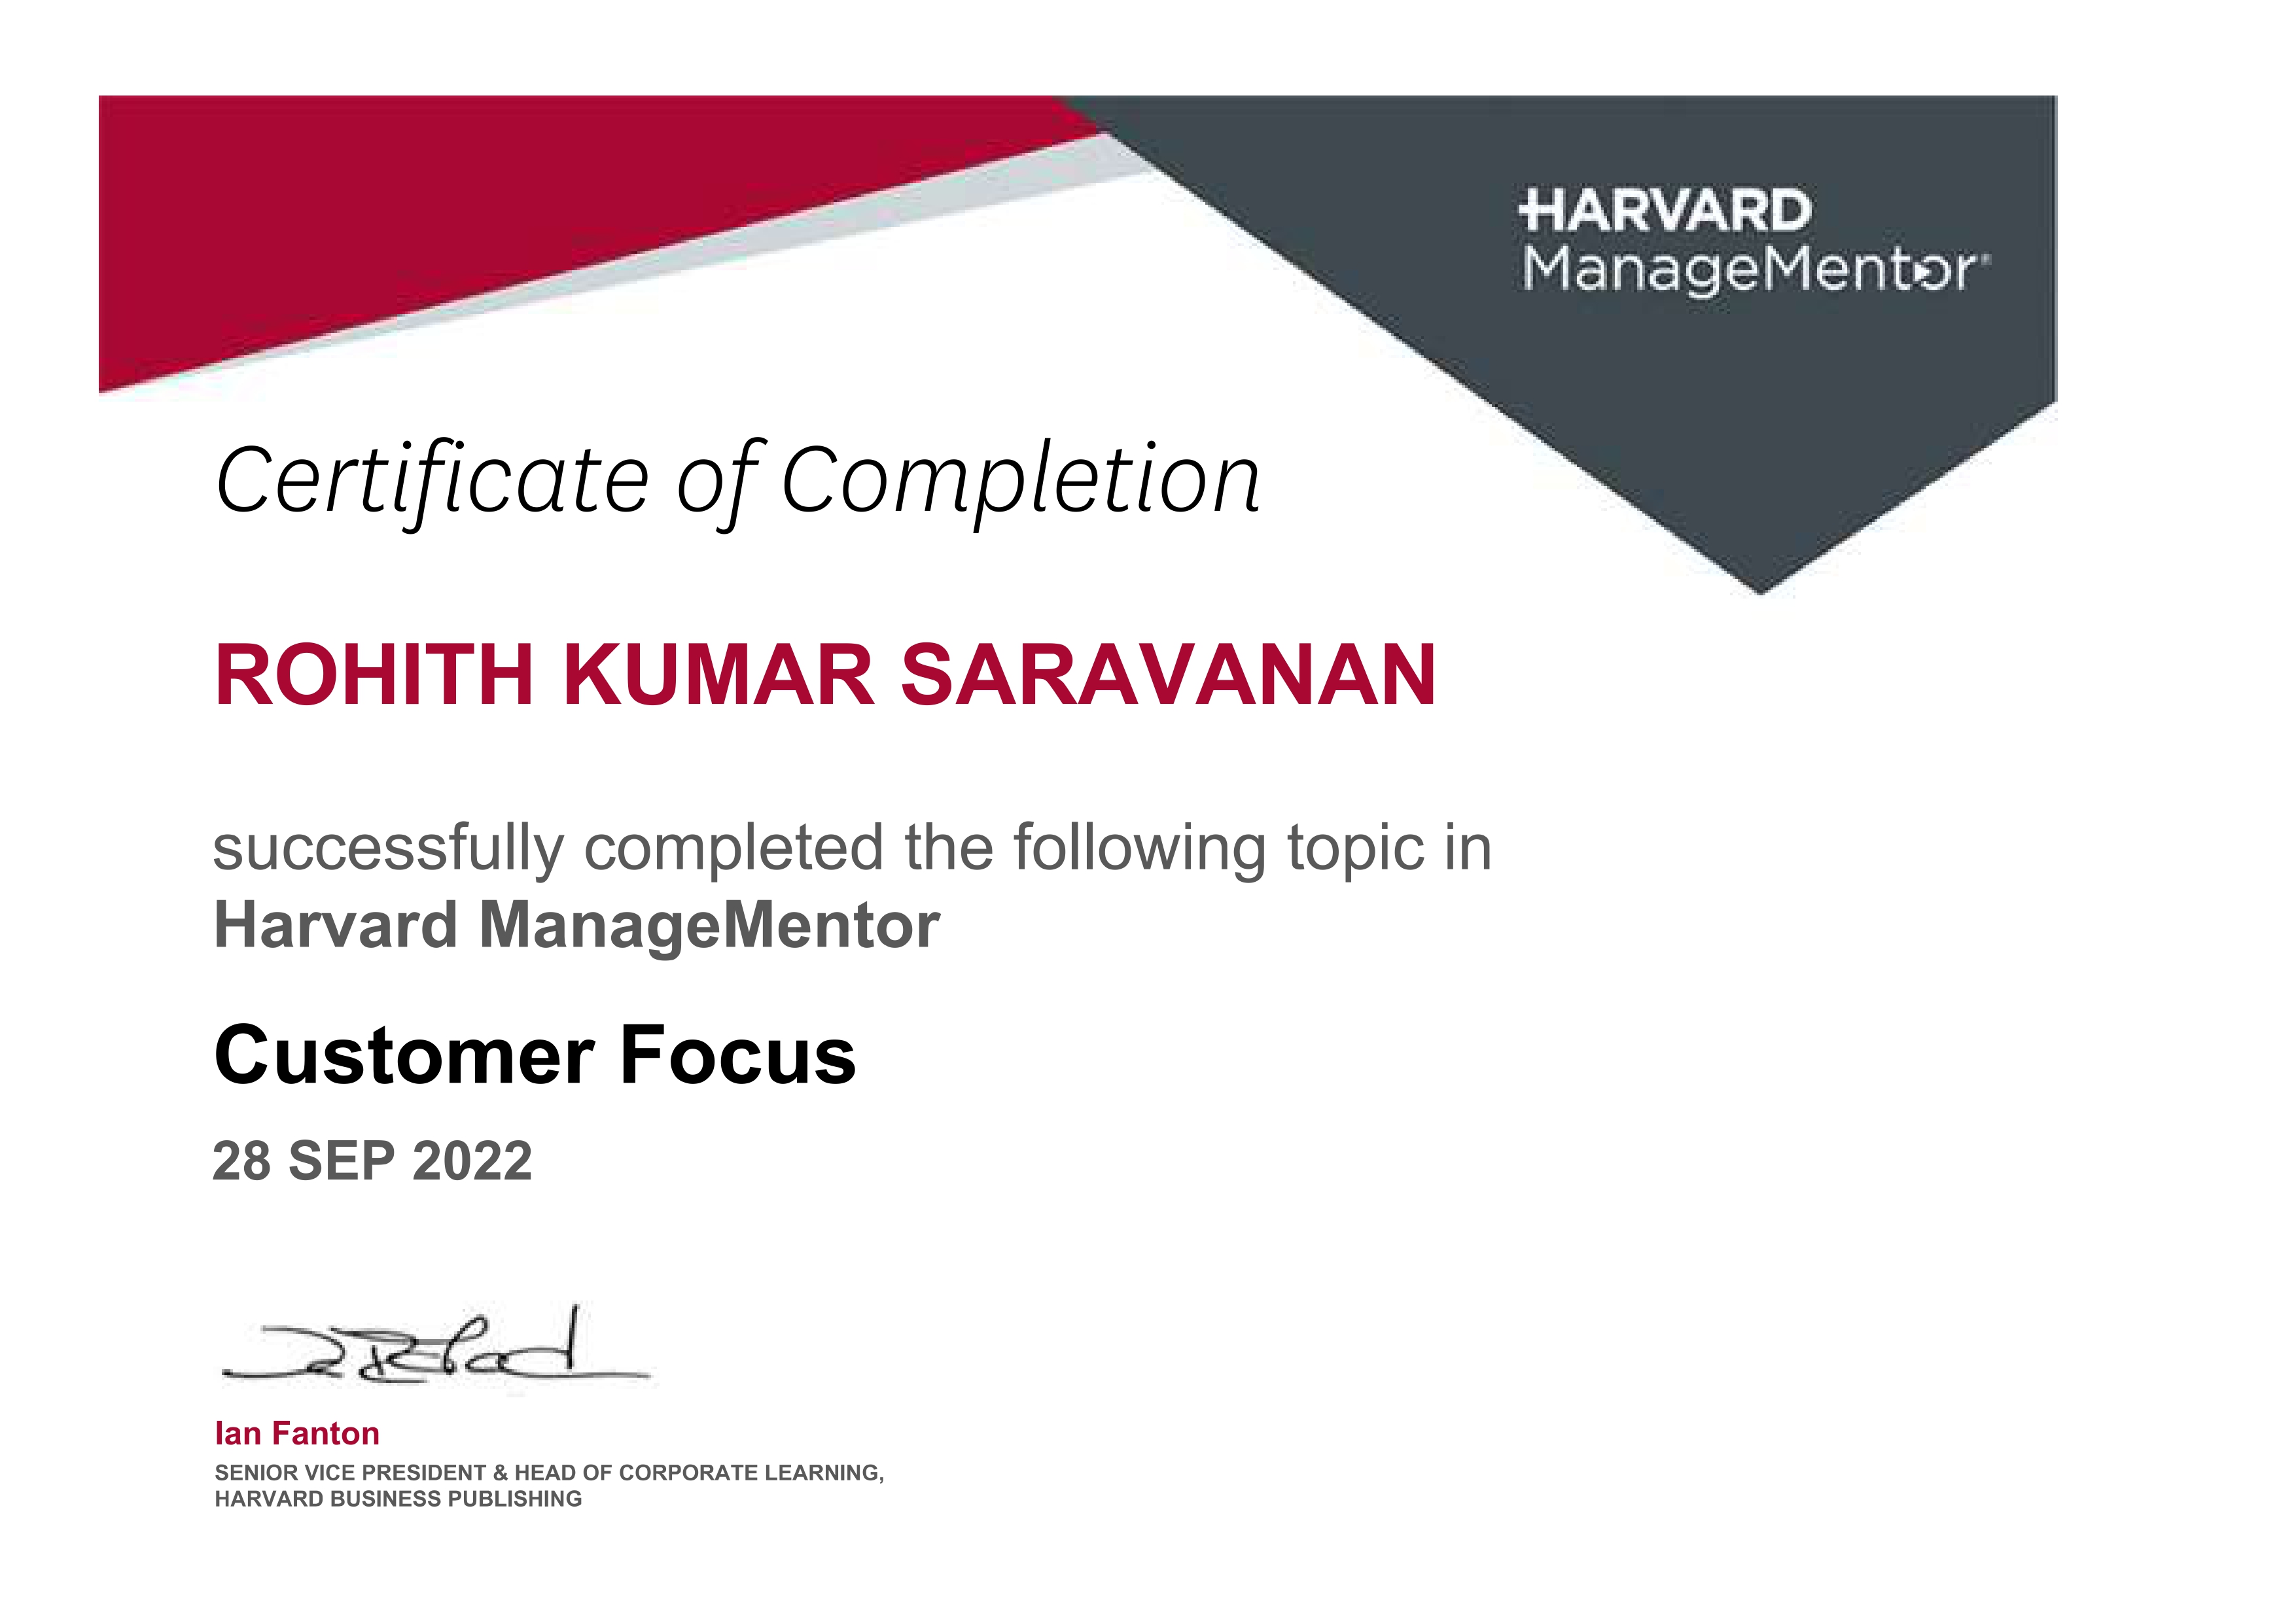 HARVARD
ManageMentor®
Certificate of Completion
ROHITH KUMAR SARAVANAN
successfully completed the following topic in
Harvard ManageMentor
Customer Focus
28 SEP 2022
Ian Fanton
SENIOR VICE PRESIDENT & HEAD OF CORPORATE LEARNING,
HARVARD BUSINESS PUBLISHING